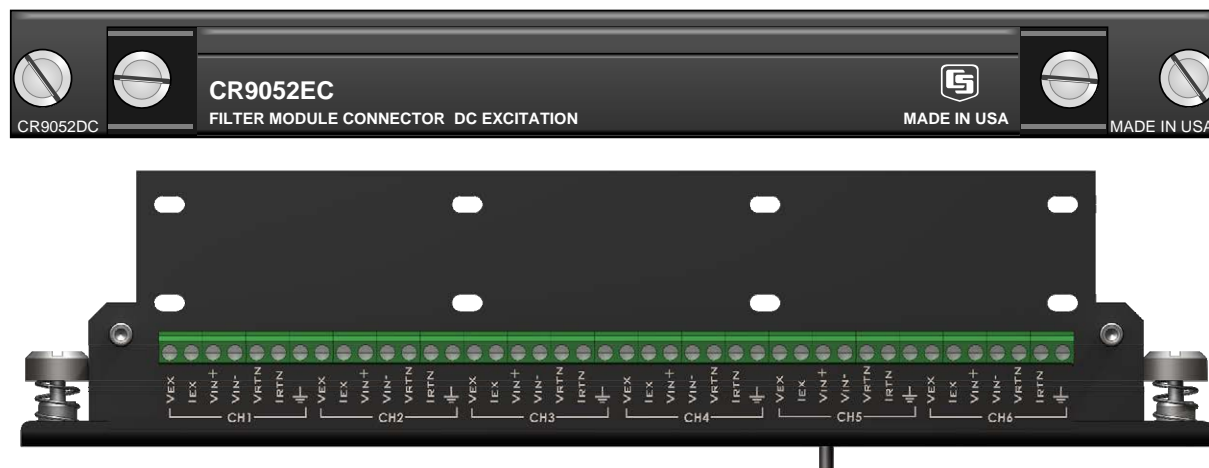 CR9052DC
CR9052EC
FILTER MODULE CONNECTOR DC EXCITATION
MADE IN USA
MADE IN USA
VEX IEX VIN+ VIN- VRTN IRTN
VEX IEX VIN+ VIN- VRTN IRTN
VEX IEX VIN+ VIN- VRTN IRTN
VEX IEX VIN+ VIN- VRTN IRTN
VEX IEX VIN+ VIN- VRTN IRTN
VEX IEX VIN+ VIN- VRTN IRTN
CH1 CH2 CH3 CH4 CH5 CH6